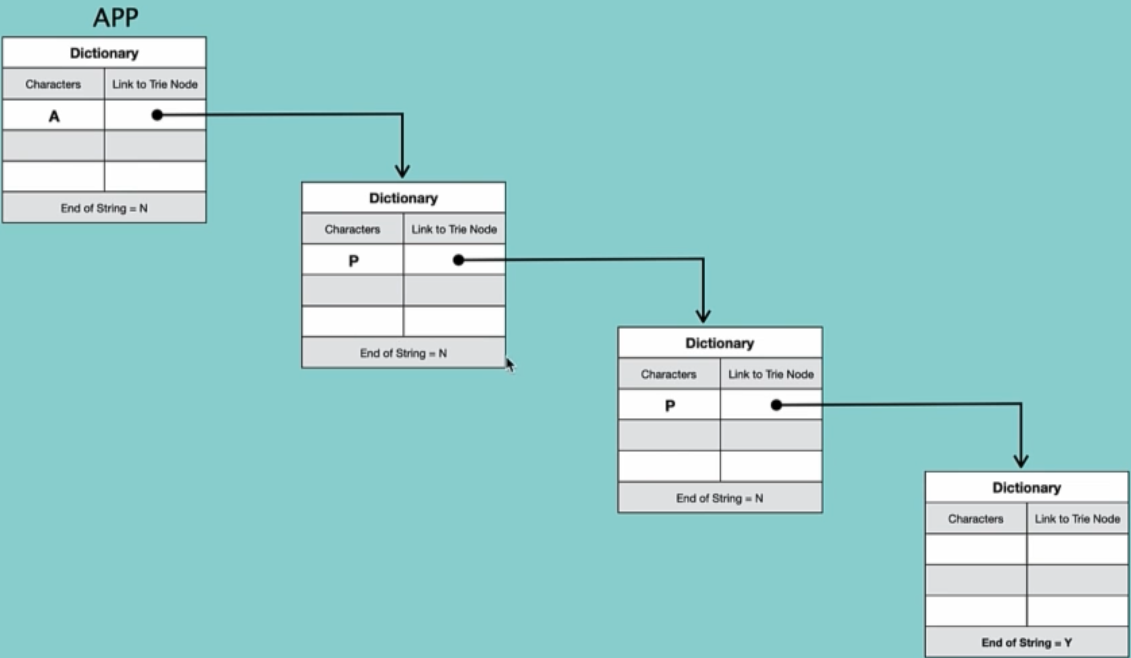 APP
Dictionary
Characters Link to Trie Node
A
End of String = N
Dictionary
Characters Link to Trie Node
P
End of String = N
Dictionary
Characters Link to Trie Node
P
End of String = N
Dictionary
Characters Link to Trie Node
End of String = Y